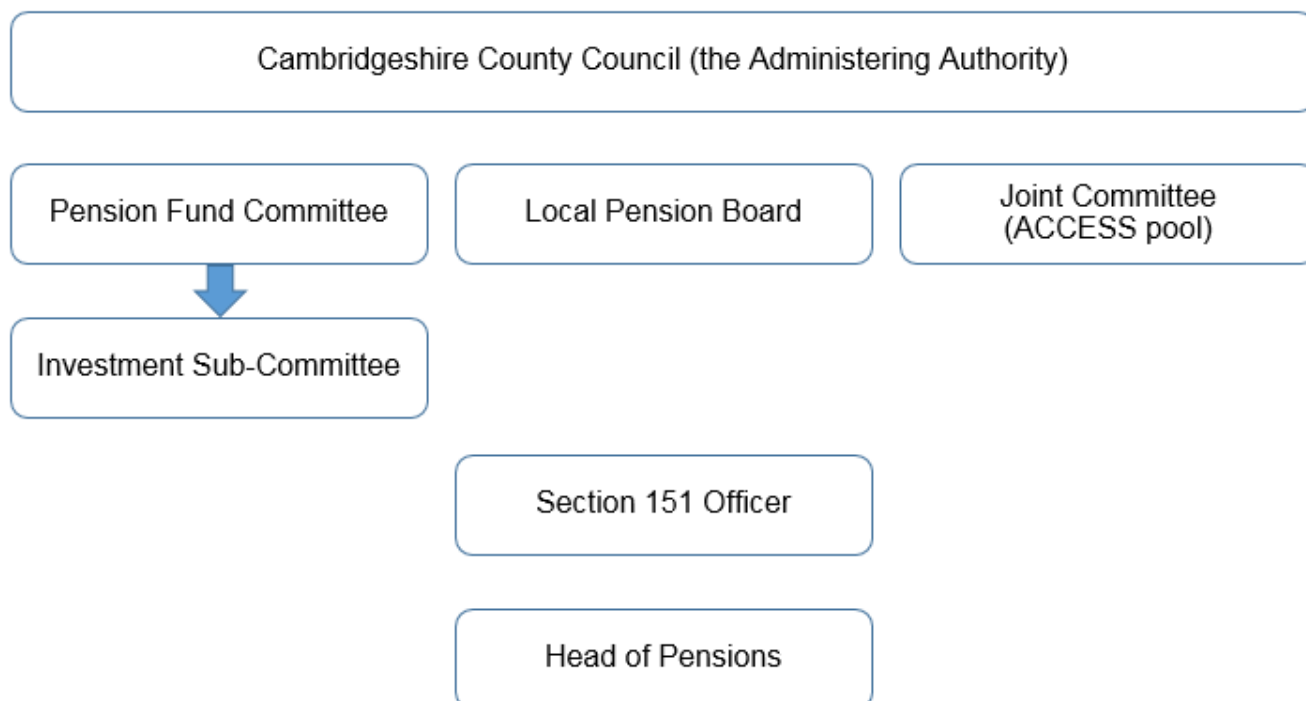 Cambridgeshire County Council (the Administering Authority)
Pension Fund Committee
Local Pension Board
Joint Committee
(ACCESS pool)
Investment Sub-Committee
Section 151 Officer
Head of Pensions